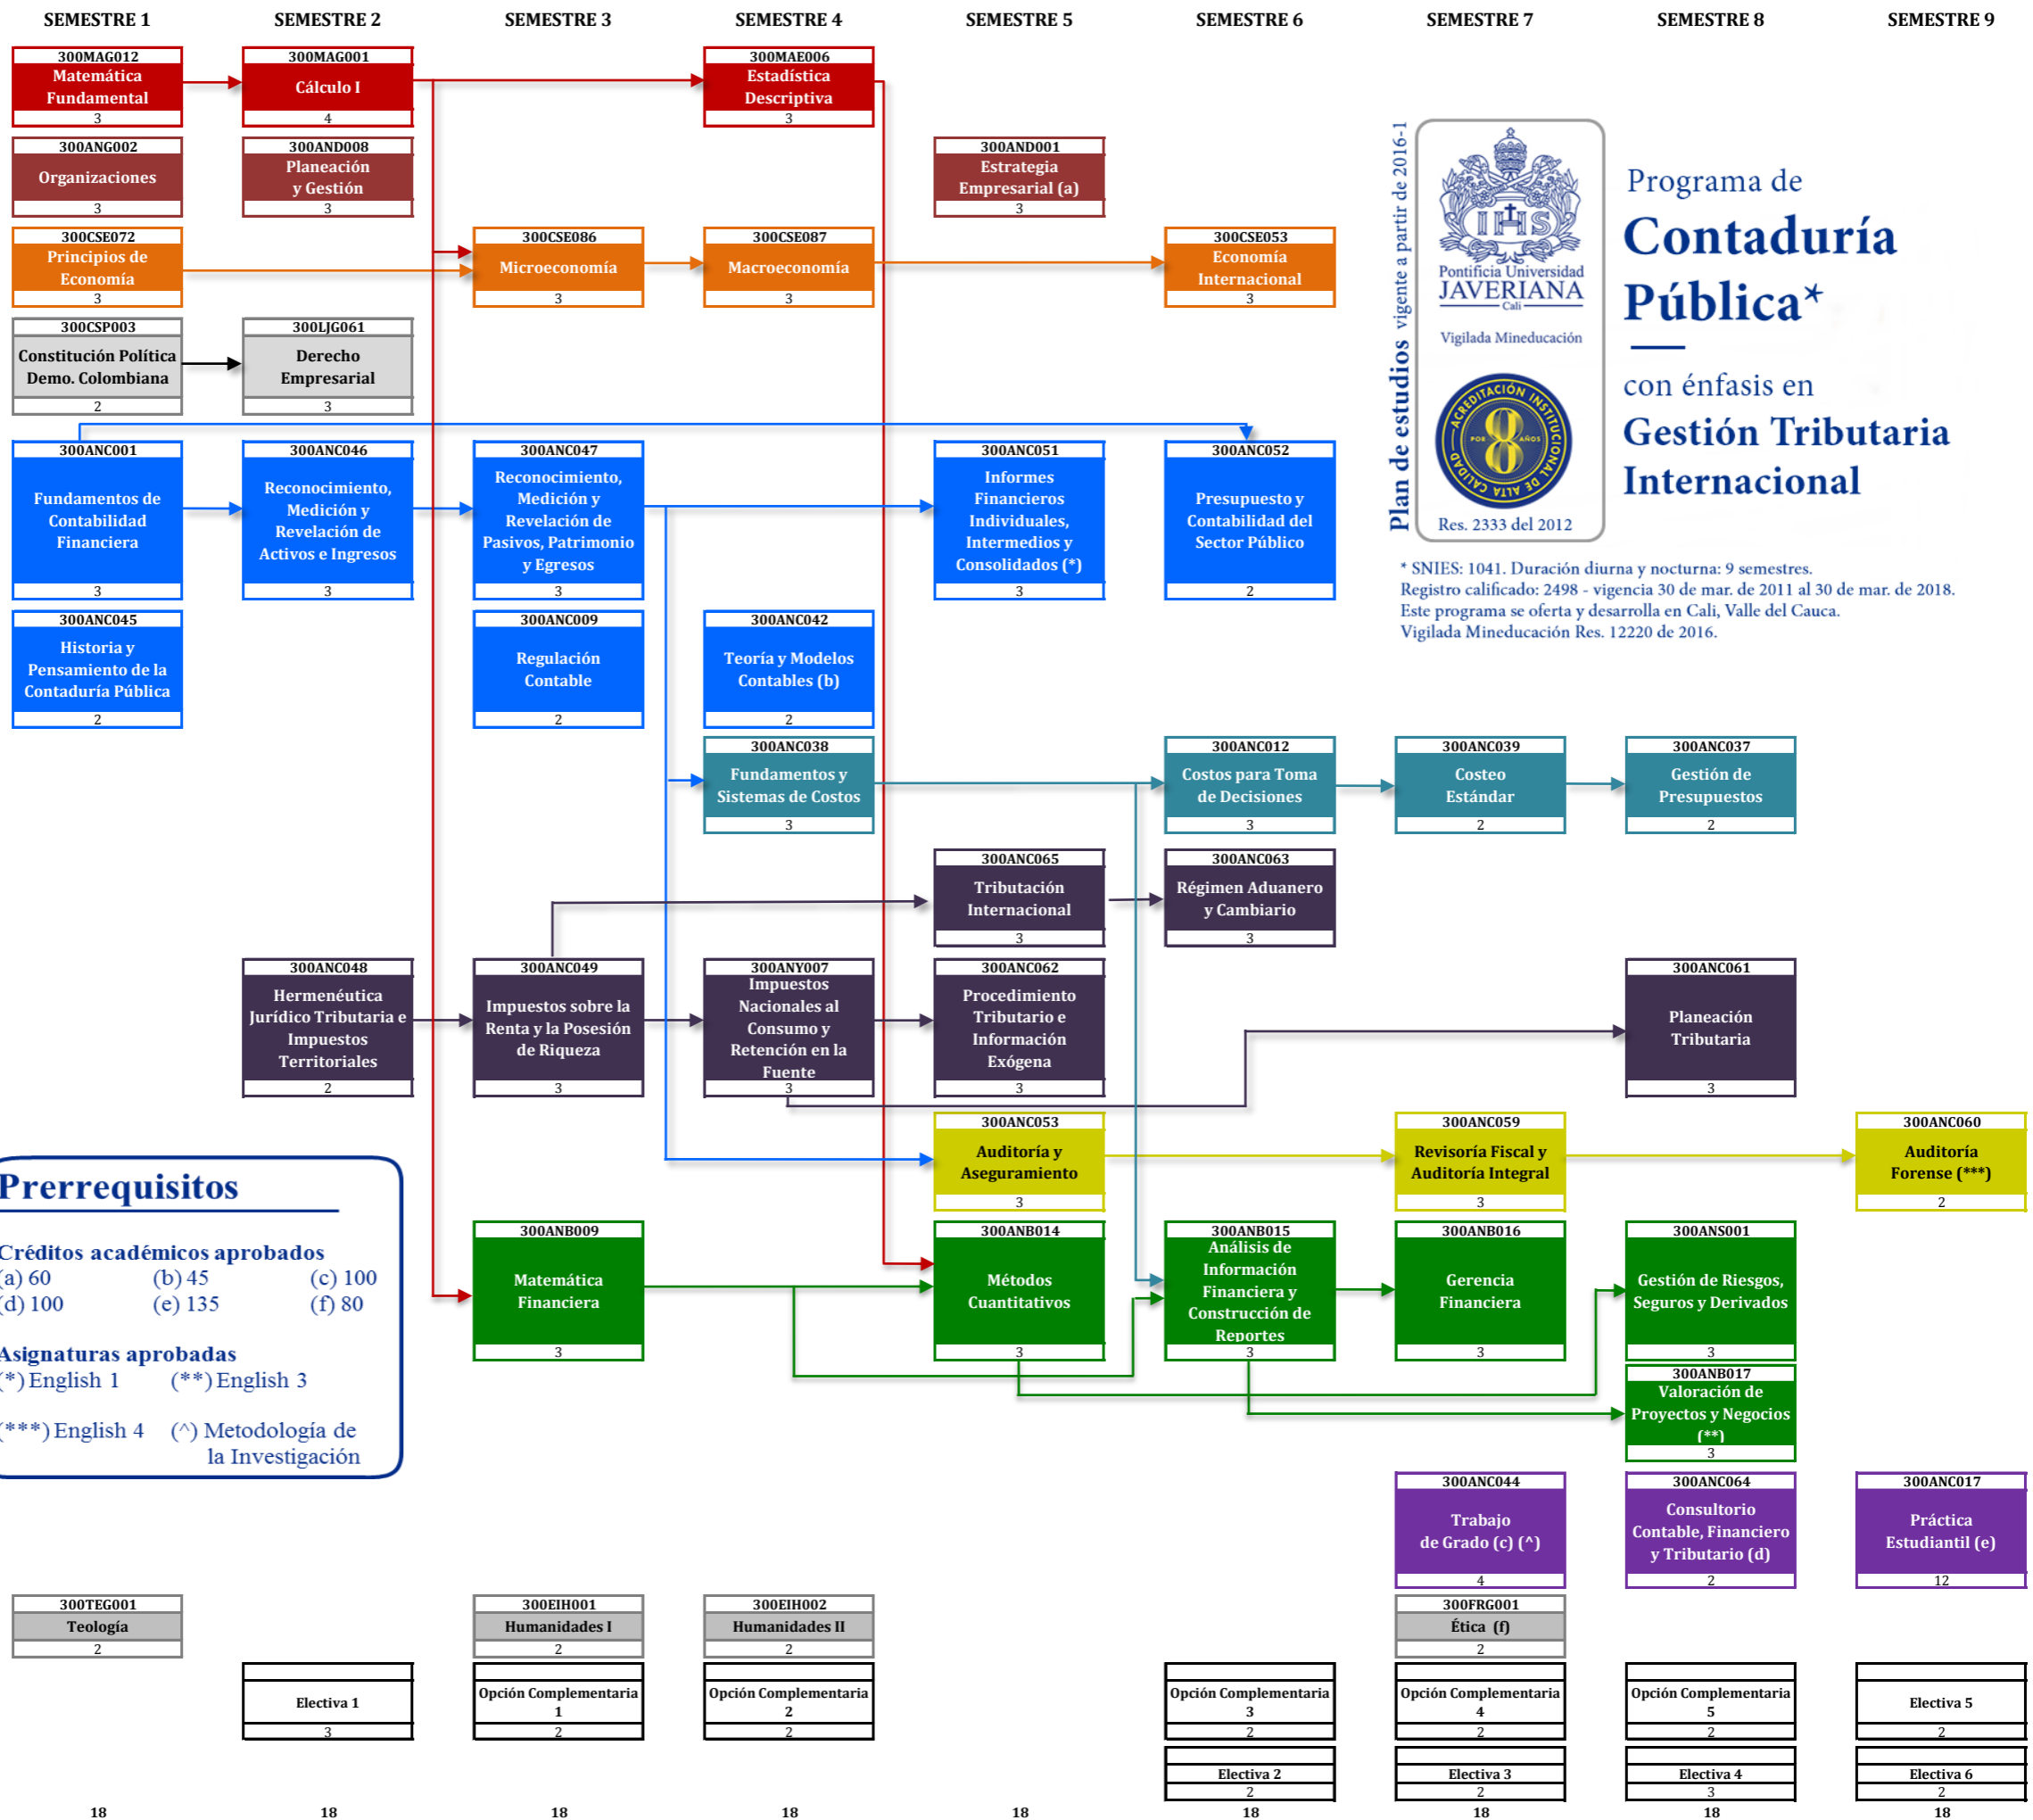 SEMESTRE 1 SEMESTRE 2 SEMESTRE 3 SEMESTRE 4 SEMESTRE 5 SEMESTRE 6 SEMESTRE 7 SEMESTRE 8 SEMESTRE 9
300MAG012
Matemática
Fundamental
3
300MAG001
Cálculo I
4
300MAE006
Estadística
Descriptiva
3
300ANG002
Organizaciones
3
300AND008
Planeación
y Gestión
3
300AND001
Estrategia
Empresarial (a)
3
300CSE072
Principios de
Economía
3
300CSE086
Microeconomía
3
300CSE087
Macroeconomía
3
300CSE053
Economía
Internacional
3
300CSP003
Constitución Política
Demo. Colombiana
2
300LJG061
Derecho
Empresarial
3
Plan de estudios vigente a partir de 2016-1
IHS
Pontificia Universidad
JAVERIANA
Cali
Vigilada Mineducación
ACREDITACIÓN INSTITUCIONAL DE ALTA CALIDAD
POR 8 AÑOS
Res. 2333 del 2012
Programa de
Contaduría
Pública*
con énfasis en
Gestión Tributaria
Internacional
* SNIES: 1041. Duración diurna y nocturna: 9 semestres.
Registro calificado: 2498 - vigencia 30 de mar. de 2011 al 30 de mar. de 2018.
Este programa se oferta y desarrolla en Cali, Valle del Cauca.
Vigilada Mineducación Res. 12220 de 2016.
300ANC001
Fundamentos de
Contabilidad
Financiera
3
300ANC046
Reconocimiento,
Medición y
Revelación de
Activos e Ingresos
3
300ANC047
Reconocimiento,
Medición y
Revelación de
Pasivos, Patrimonio
y Egresos
3
300ANC051
Informes
Financieros
Individuales,
Intermedios y
Consolidados (*)
3
300ANC052
Presupuesto y
Contabilidad del
Sector Público
2
300ANC045
Historia y
Pensamiento de la
Contaduría Pública
2
300ANC009
Regulación
Contable
2
300ANC042
Teoría y Modelos
Contables (b)
2
300ANC038
Fundamentos y
Sistemas de Costos
3
300ANC012
Costos para Toma
de Decisiones
3
300ANC039
Costeo
Estándar
2
300ANC037
Gestión de
Presupuestos
2
300ANC065
Tributación
Internacional
3
300ANC063
Régimen Aduanero
y Cambiario
3
300ANC048
Hermenéutica
Jurídico Tributaria e
Impuestos
Territoriales
2
300ANC049
Impuestos sobre la
Renta y la Posesión
de Riqueza
3
300ANY007
Impuestos
Nacionales al
Consumo y
Retención en la
Fuente
3
300ANC062
Procedimiento
Tributario e
Información
Exógena
3
300ANC061
Planeación
Tributaria
3
300ANC053
Auditoría y
Aseguramiento
3
300ANC059
Revisoría Fiscal y
Auditoría Integral
3
300ANC060
Auditoría
Forense (***)
2
Prerrequisitos
Créditos académicos aprobados
(a) 60 (b) 45 (c) 100
(d) 100 (e) 135 (f) 80
Asignaturas aprobadas
(*) English 1 (**) English 3
(***) English 4 (^) Metodología de
la Investigación
300ANB009
Matemática
Financiera
3
300ANB014
Métodos
Cuantitativos
3
300ANB015
Análisis de
Información
Financiera y
Construcción de
Reportes
3
300ANB016
Gerencia
Financiera
3
300ANS001
Gestión de Riesgos,
Seguros y Derivados
3
300ANB017
Valoración de
Proyectos y Negocios
(**)
3
300ANC044
Trabajo
de Grado (c) (^)
4
300ANC064
Consultorio
Contable, Financiero
y Tributario (d)
2
300ANC017
Práctica
Estudiantil (e)
12
300TEG001
Teología
2
300EIH001
Humanidades I
2
300EIH002
Humanidades II
2
300FRG001
Ética (f)
2
Electiva 1
3
Opción Complementaria
1
2
Opción Complementaria
2
2
Opción Complementaria
3
2
Opción Complementaria
4
2
Opción Complementaria
5
2
Electiva 5
2
Electiva 2
2
Electiva 3
2
Electiva 4
3
Electiva 6
2
18 18 18 18 18 18 18 18 18